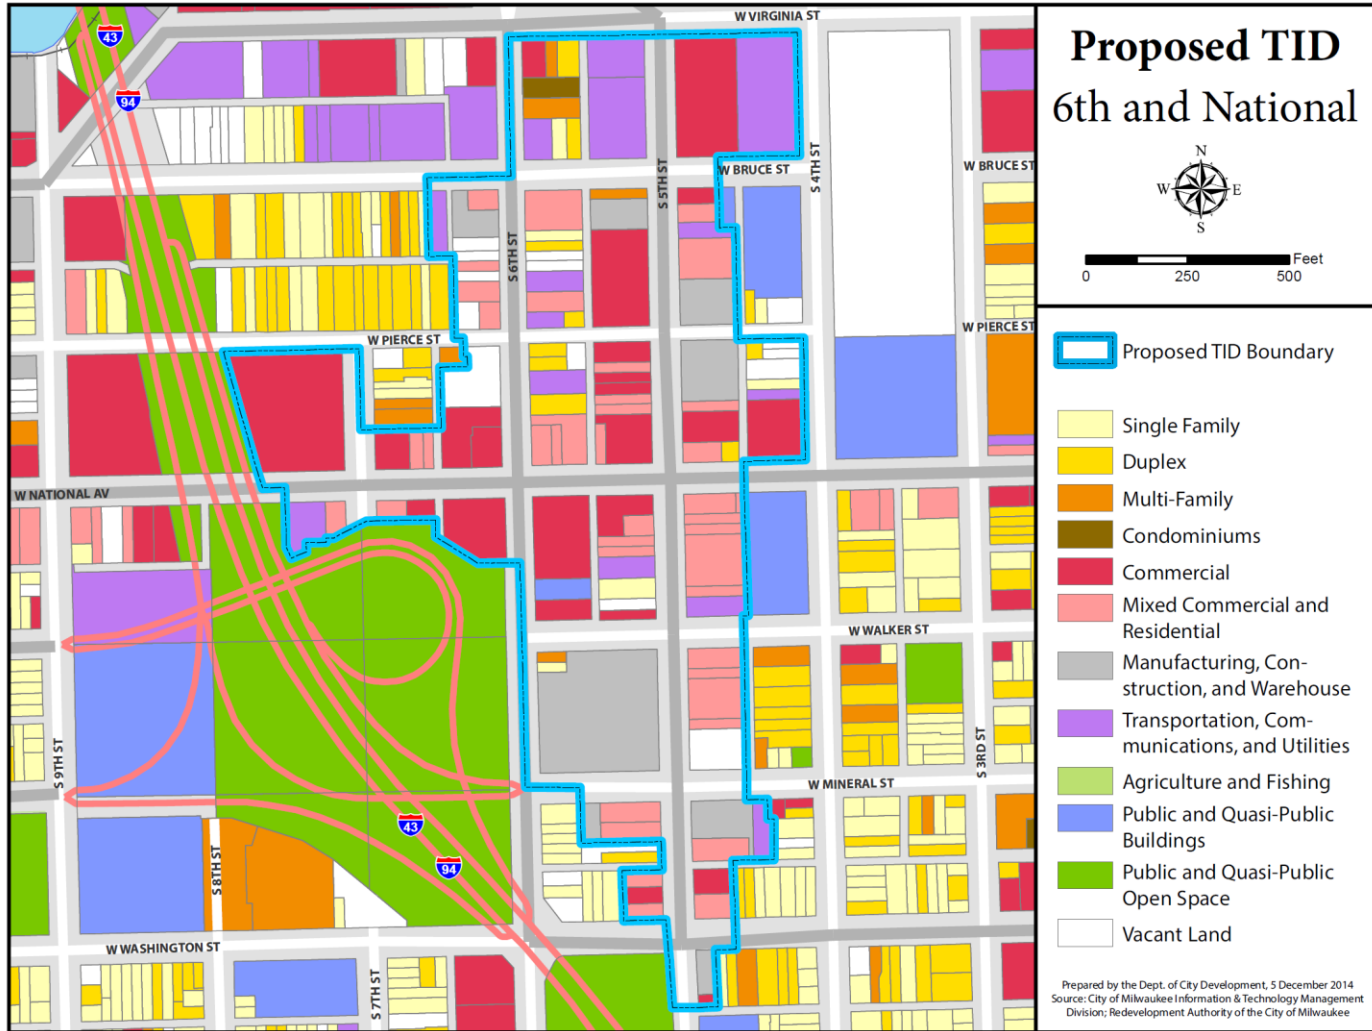 Proposed TID
6th and National
N
W E
S
Feet
0 250 500
Proposed TID Boundary
Single Family
Duplex
Multi-Family
Condominiums
Commercial
Mixed Commercial and
Residential
Manufacturing, Con-
struction, and Warehouse
Transportation, Com-
munications, and Utilities
Agriculture and Fishing
Public and Quasi-Public
Buildings
Public and Quasi-Public
Open Space
Vacant Land
Prepared by the Dept. of City Development, 5 December 2014
Source: City of Milwaukee Information & Technology Management
Division; Redevelopment Authority of the City of Milwaukee
W VIRGINIA ST
43
94
W BRUCE ST
W BRUCE ST
S 4TH ST
S 5TH ST
S 6TH ST
W PIERCE ST
W PIERCE ST
W NATIONAL AV
W WALKER ST
S 9TH ST
S 3RD ST
W MINERAL ST
43
94
S 8TH ST
W WASHINGTON ST
S 7TH ST